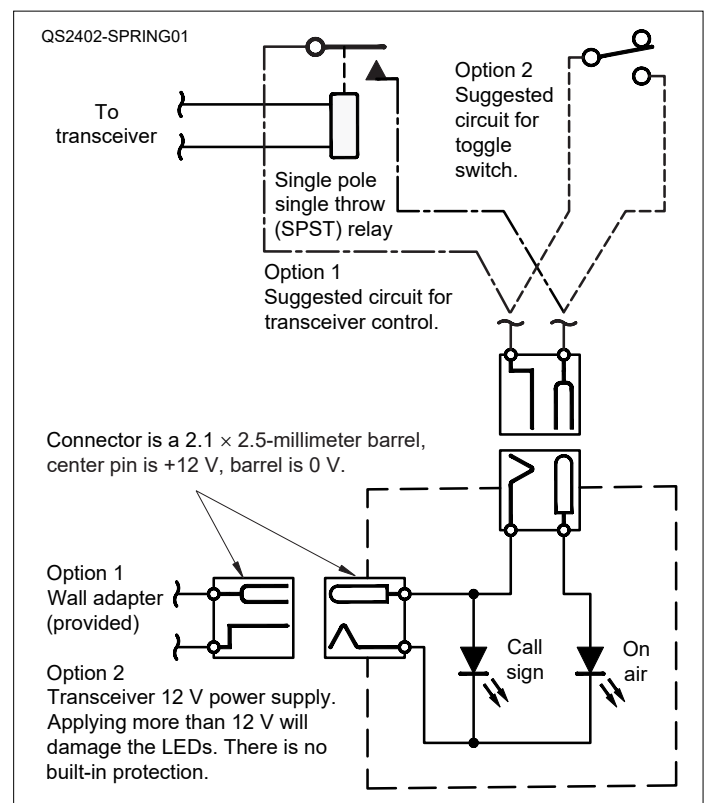 QS2402-SPRING01
To
transceiver
Single pole
single throw
(SPST) relay
Option 2
Suggested
circuit for
toggle
switch.
Option 1
Suggested circuit for
transceiver control.
Connector is a 2.1 × 2.5-millimeter barrel,
center pin is +12 V, barrel is 0 V.
Option 1
Wall adapter
(provided)
Option 2
Transceiver 12 V power supply.
Applying more than 12 V will
damage the LEDs. There is no
built-in protection.
Call
sign
On
air